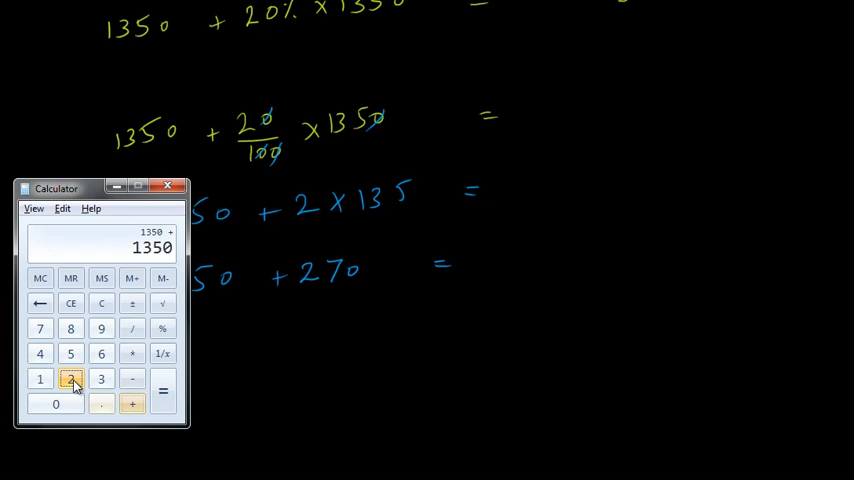 1350 + 20% × 1350 =
1350 + 20/100 × 1350 =
Calculator
View Edit Help
1350 +
1350
MC MR MS M+ M-
← CE C ± √
7 8 9 / %
4 5 6 * 1/x
1 2 3 - =
0 . +
50 + 2 × 135 =
50 + 270 =